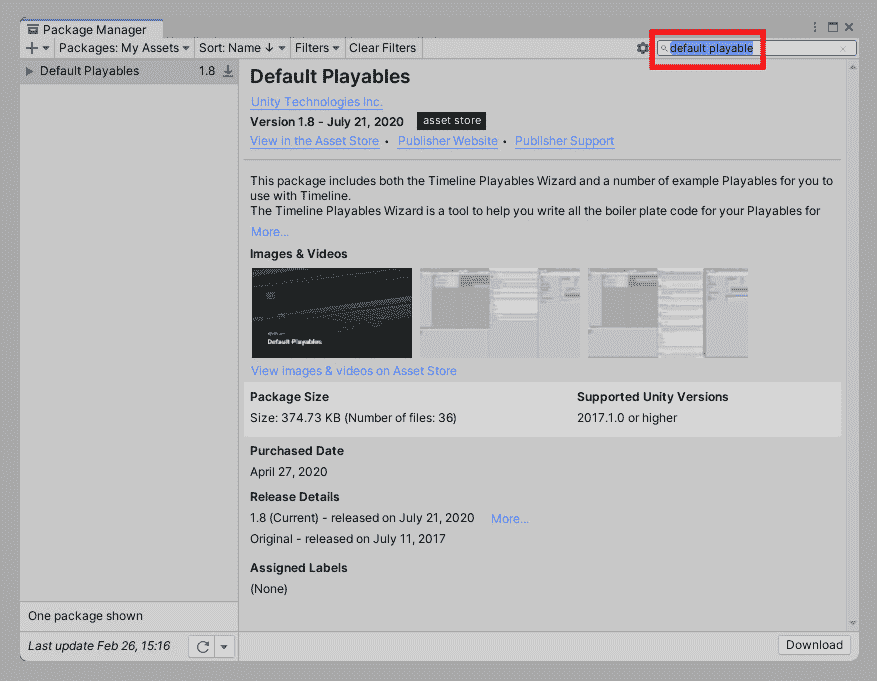 Package Manager
Packages: My Assets
Sort: Name ↓
Filters
Clear Filters
default playable
Default Playables 1.8
Default Playables
Unity Technologies Inc.
Version 1.8 - July 21, 2020 asset store
View in the Asset Store • Publisher Website • Publisher Support
This package includes both the Timeline Playables Wizard and a number of example Playables for you to
use with Timeline.
The Timeline Playables Wizard is a tool to help you write all the boiler plate code for your Playables for
More...
Images & Videos
Default Playables
View images & videos on Asset Store
Package Size
Size: 374.73 KB (Number of files: 36)
Supported Unity Versions
2017.1.0 or higher
Purchased Date
April 27, 2020
Release Details
1.8 (Current) - released on July 21, 2020 More...
Original - released on July 11, 2017
Assigned Labels
(None)
One package shown
Last update Feb 26, 15:16
Download